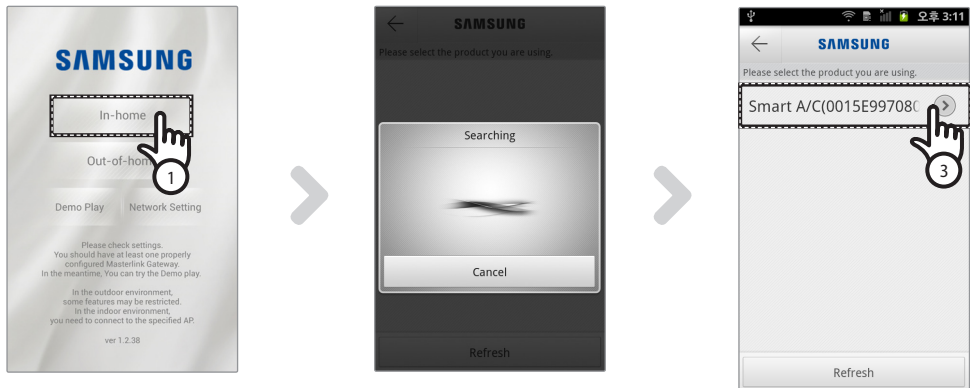 SAMSUNG
In-home
Out-of-hom
1
Demo Play
Network Setting
Please check settings.
You should have at least one properly
configured Masterlink Gateway.
In the meantime, You can try the Demo play.
In the outdoor environment,
some features may be restricted.
In the indoor environment,
you need to connect to the specified AP.
ver 1.2.38
SAMSUNG
Please select the product you are using.
Searching
Cancel
Refresh
오후 3:11
SAMSUNG
Please select the product you are using.
Smart A/C(0015E997080
3
Refresh